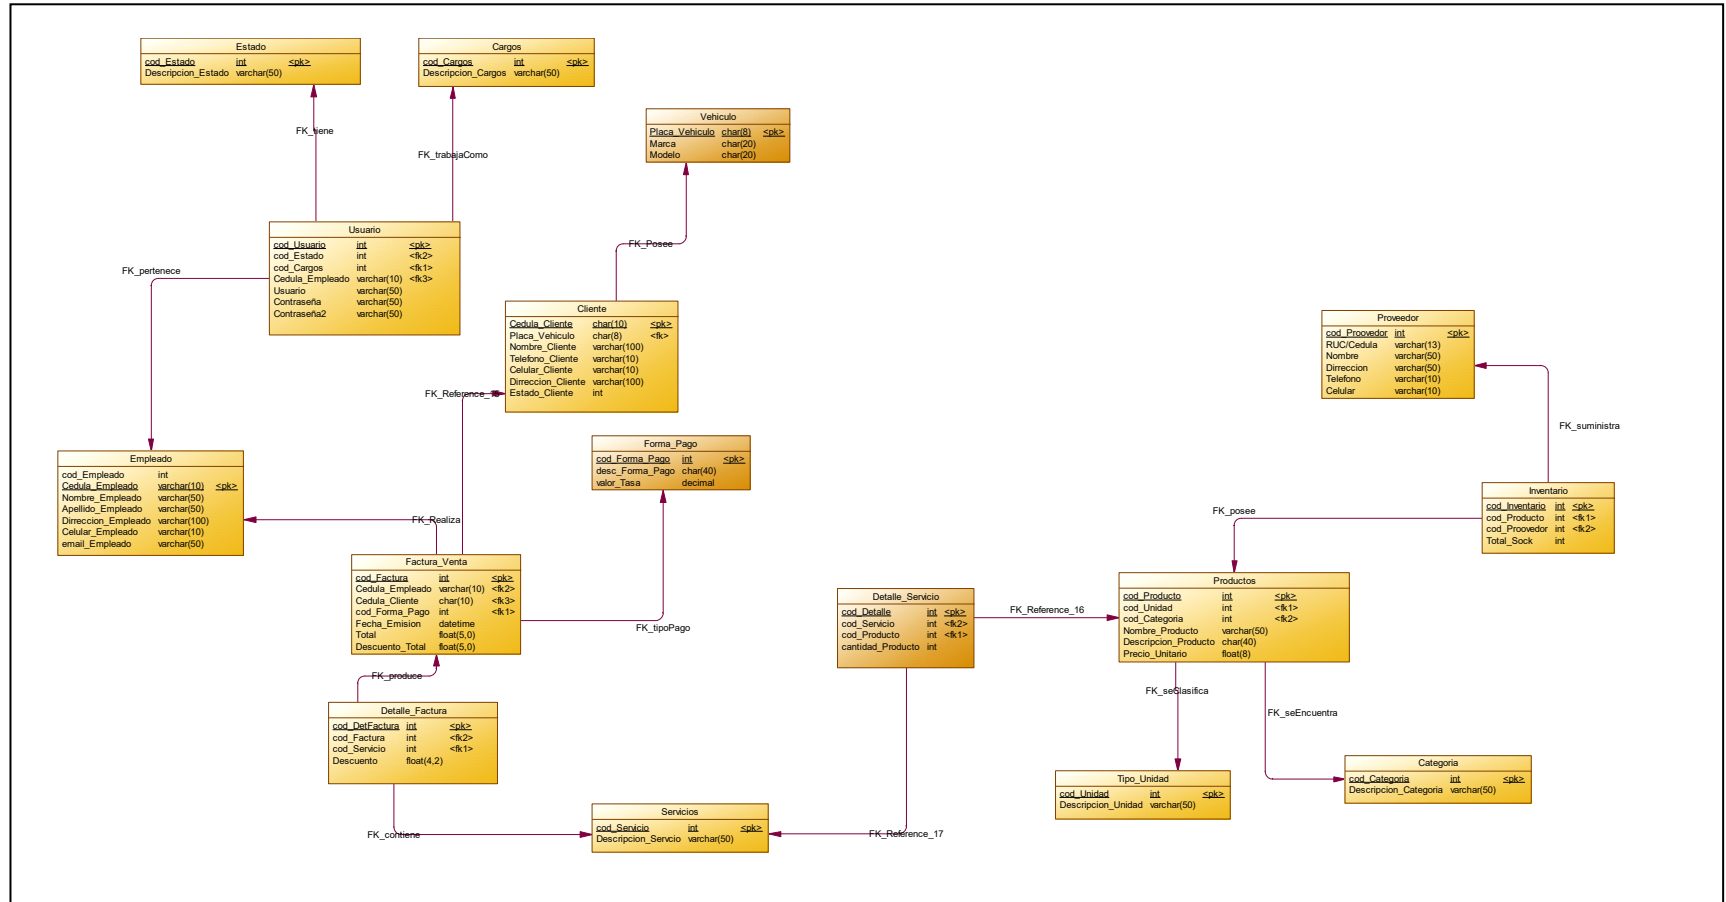 Estado
cod_Estado int <pk>
Descripcion_Estado varchar(50)
Cargos
cod_Cargos int <pk>
Descripcion_Cargos varchar(50)
Vehiculo
Placa_Vehiculo char(8) <pk>
Marca char(20)
Modelo char(20)
FK_tiene
FK_trabajaComo
Usuario
cod_Usuario int <pk>
cod_Estado int <fk2>
cod_Cargos int <fk1>
Cedula_Empleado varchar(10) <fk3>
Usuario varchar(50)
Contraseña varchar(50)
Contraseña2 varchar(50)
FK_Posee
FK_pertenece
Cliente
Cedula_Cliente char(10) <pk>
Placa_Vehiculo char(8) <fk>
Nombre_Cliente varchar(100)
Telefono_Cliente varchar(10)
Celular_Cliente varchar(10)
Dirreccion_Cliente varchar(100)
Estado_Cliente int
Proveedor
cod_Proovedor int <pk>
RUC/Cedula varchar(13)
Nombre varchar(50)
Dirreccion varchar(50)
Telefono varchar(10)
Celular varchar(10)
FK_suministra
Empleado
cod_Empleado int
Cedula_Empleado varchar(10) <pk>
Nombre_Empleado varchar(50)
Apellido_Empleado varchar(50)
Dirreccion_Empleado varchar(100)
Celular_Empleado varchar(10)
email_Empleado varchar(50)
Forma_Pago
cod_Forma_Pago int <pk>
desc_Forma_Pago char(40)
valor_Tasa decimal
FK_Realiza
Inventario
cod_Inventario int <pk>
cod_Producto int <fk1>
cod_Proovedor int <fk2>
Total_Sock int
FK_posee
Factura_Venta
cod_Factura int <pk>
Cedula_Empleado varchar(10) <fk2>
Cedula_Cliente char(10) <fk3>
cod_Forma_Pago int <fk1>
Fecha_Emision datetime
Total float(5,0)
Descuento_Total float(5,0)
FK_tipoPago
Detalle_Servicio
cod_Detalle int <pk>
cod_Servicio int <fk2>
cod_Producto int <fk1>
cantidad_Producto int
FK_Reference_16
Productos
cod_Producto int <pk>
cod_Unidad int <fk1>
cod_Categoria int <fk2>
Nombre_Producto varchar(50)
Descripcion_Producto char(40)
Precio_Unitario float(8)
FK_produce
FK_seClasifica
FK_seEncuentra
Detalle_Factura
cod_DetFactura int <pk>
cod_Factura int <fk2>
cod_Servicio int <fk1>
Descuento float(4,2)
Tipo_Unidad
cod_Unidad int <pk>
Descripcion_Unidad varchar(50)
Categoria
cod_Categoria int <pk>
Descripcion_Categoria varchar(50)
FK_contiene
Servicios
cod_Servicio int <pk>
Descripcion_Servcio varchar(50)
FK_Reference_17